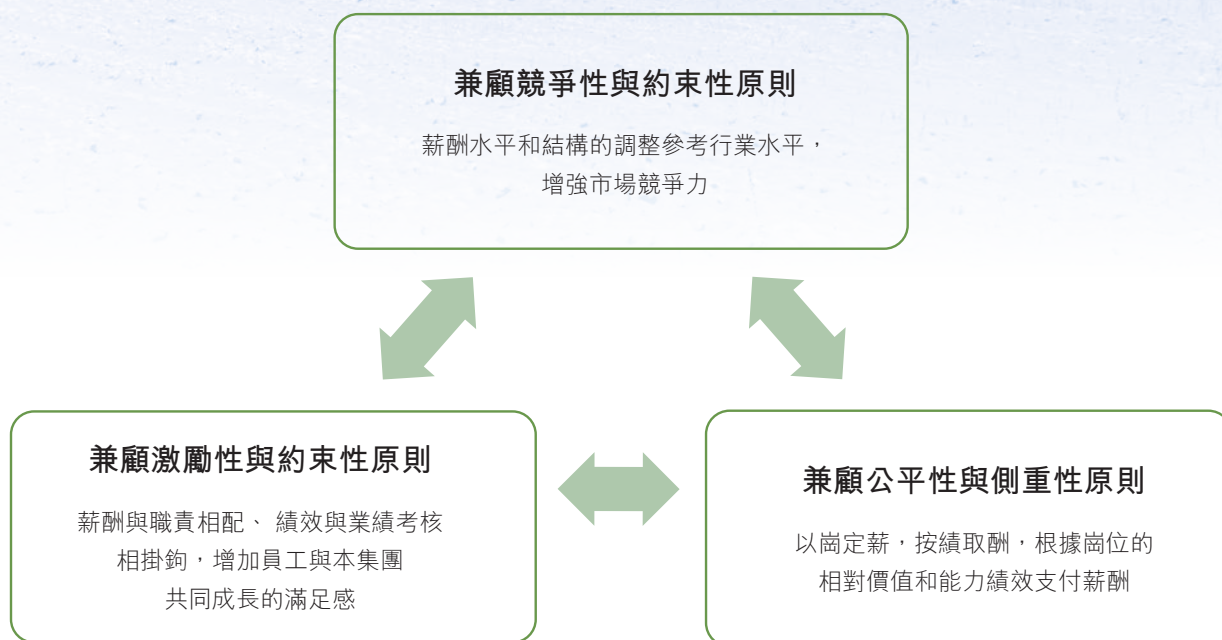 兼顧競爭性與約束性原則
薪酬水平和結構的調整參考行業水平，
增強市場競爭力
兼顧激勵性與約束性原則
薪酬與職責相配、 績效與業績考核
相掛鈎，增加員工與本集團
共同成長的滿足感
兼顧公平性與側重性原則
以崗定薪，按績取酬，根據崗位的
相對價值和能力績效支付薪酬